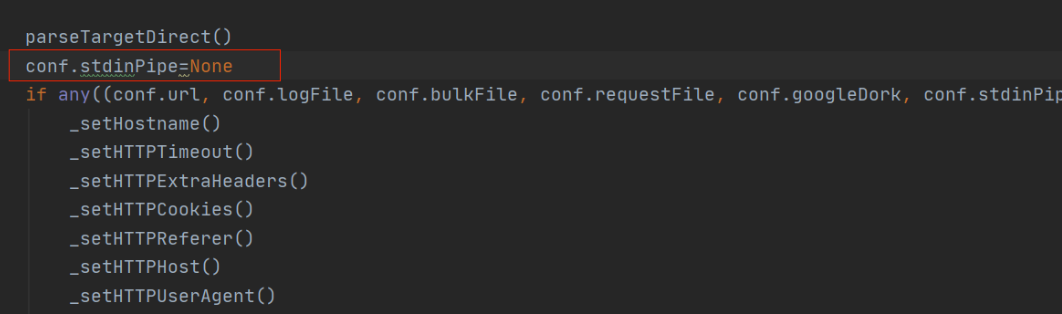 parseTargetDirect()
conf.stdinPipe=None
if any((conf.url, conf.logFile, conf.bulkFile, conf.requestFile, conf.googleDork, conf.stdinPip
_setHostname()
_setHTTPTimeout()
_setHTTPExtraHeaders()
_setHTTPCookies()
_setHTTPReferer()
_setHTTPHost()
_setHTTPUserAgent()